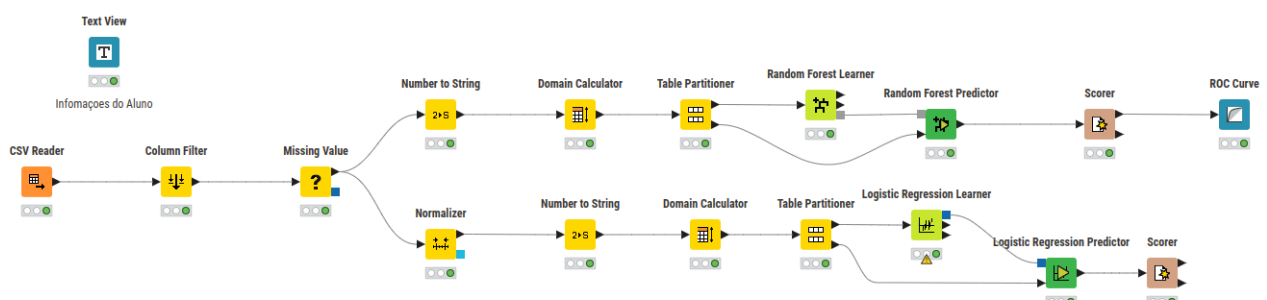 Text View
T
Infomaçoes do Aluno
CSV Reader
Column Filter
Missing Value
?
Number to String
2▸S
Domain Calculator
Table Partitioner
Random Forest Learner
Random Forest Predictor
Scorer
ROC Curve
Normalizer
Number to String
2▸S
Domain Calculator
Table Partitioner
Logistic Regression Learner
Logistic Regression Predictor
Scorer